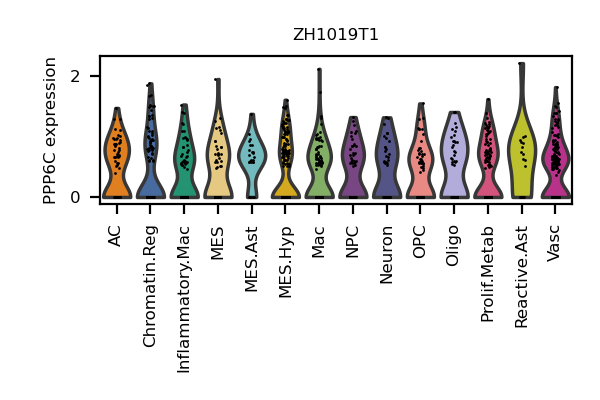 ZH1019T1
PPP6C expression
2
0
AC
Chromatin.Reg
Inflammatory.Mac
MES
MES.Ast
MES.Hyp
Mac
NPC
Neuron
OPC
Oligo
Prolif.Metab
Reactive.Ast
Vasc